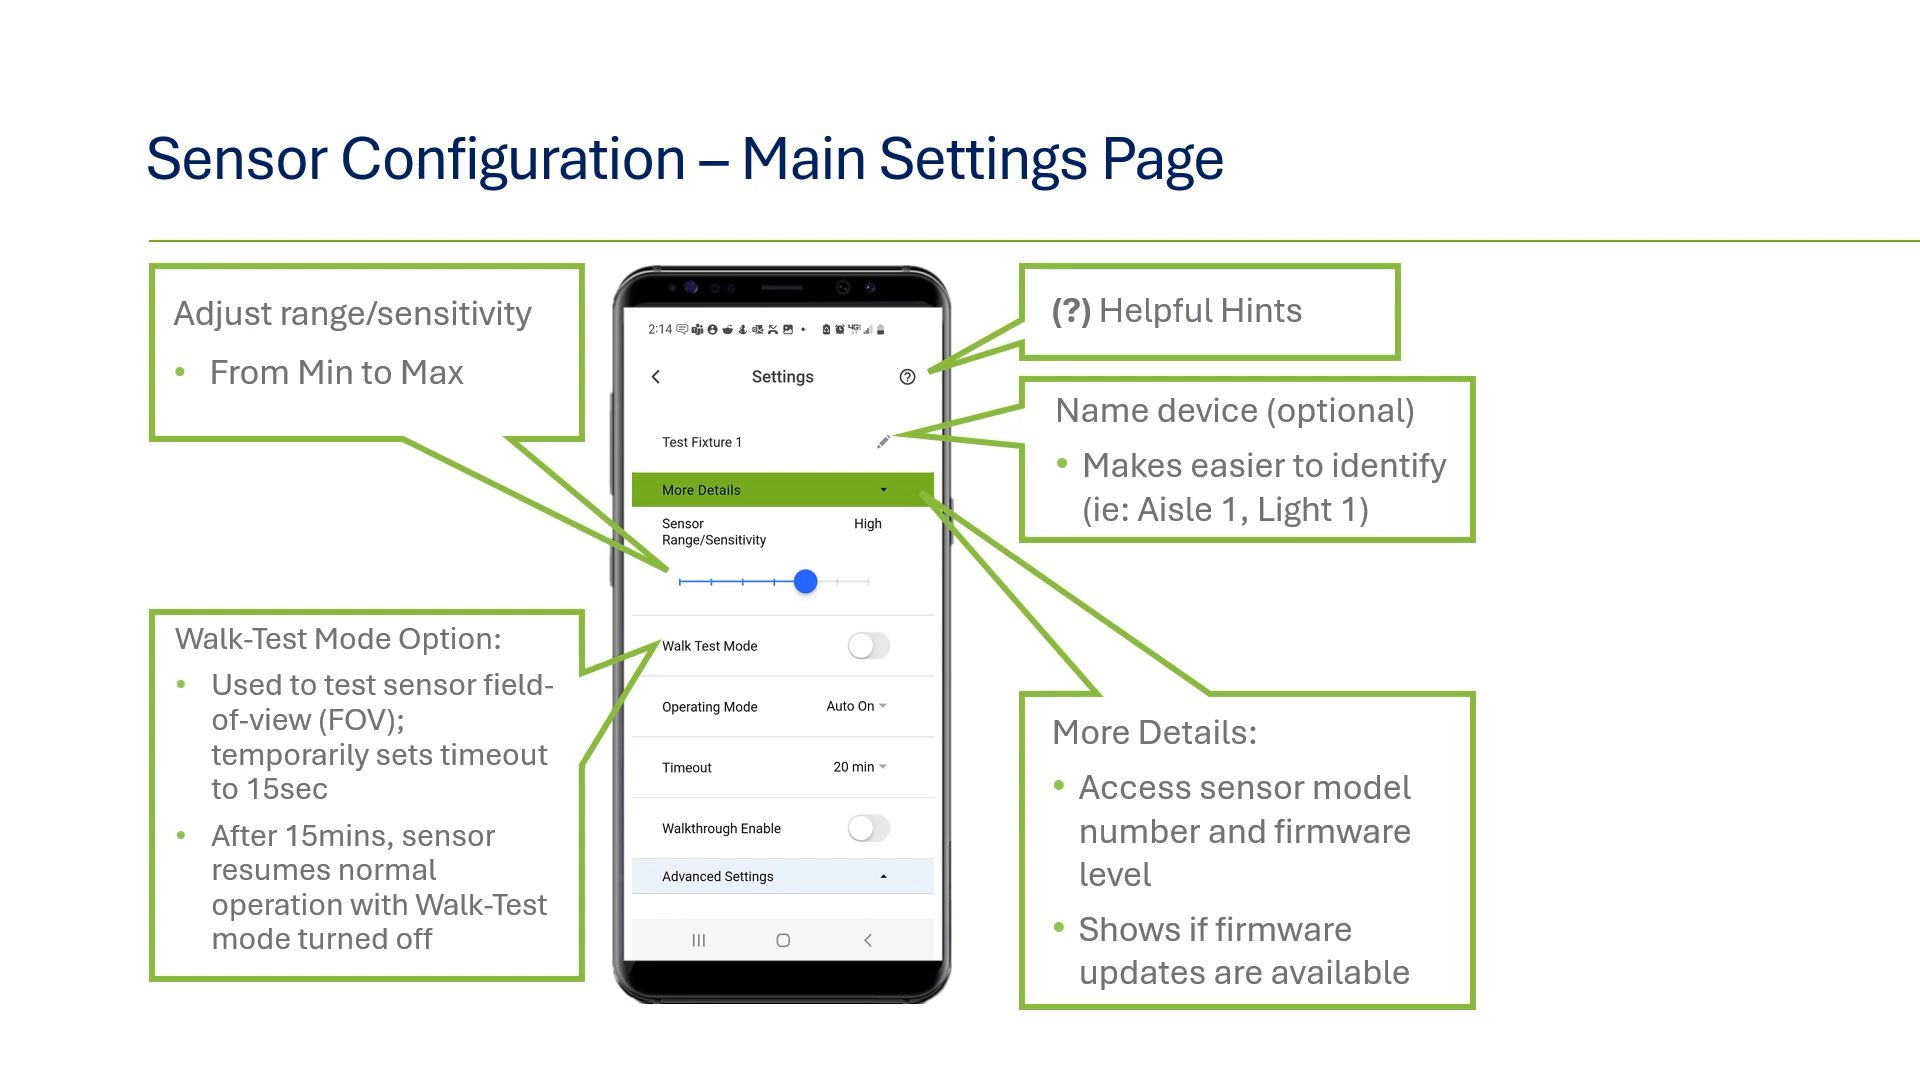 Sensor Configuration – Main Settings Page
Adjust range/sensitivity
• From Min to Max
Walk-Test Mode Option:
• Used to test sensor field-
of-view (FOV);
temporarily sets timeout
to 15sec
• After 15mins, sensor
resumes normal
operation with Walk-Test
mode turned off
2:14
Settings
Test Fixture 1
More Details
Sensor
Range/Sensitivity
High
Walk Test Mode
Operating Mode
Auto On
Timeout
20 min
Walkthrough Enable
Advanced Settings
(?) Helpful Hints
Name device (optional)
• Makes easier to identify
(ie: Aisle 1, Light 1)
More Details:
• Access sensor model
number and firmware
level
• Shows if firmware
updates are available